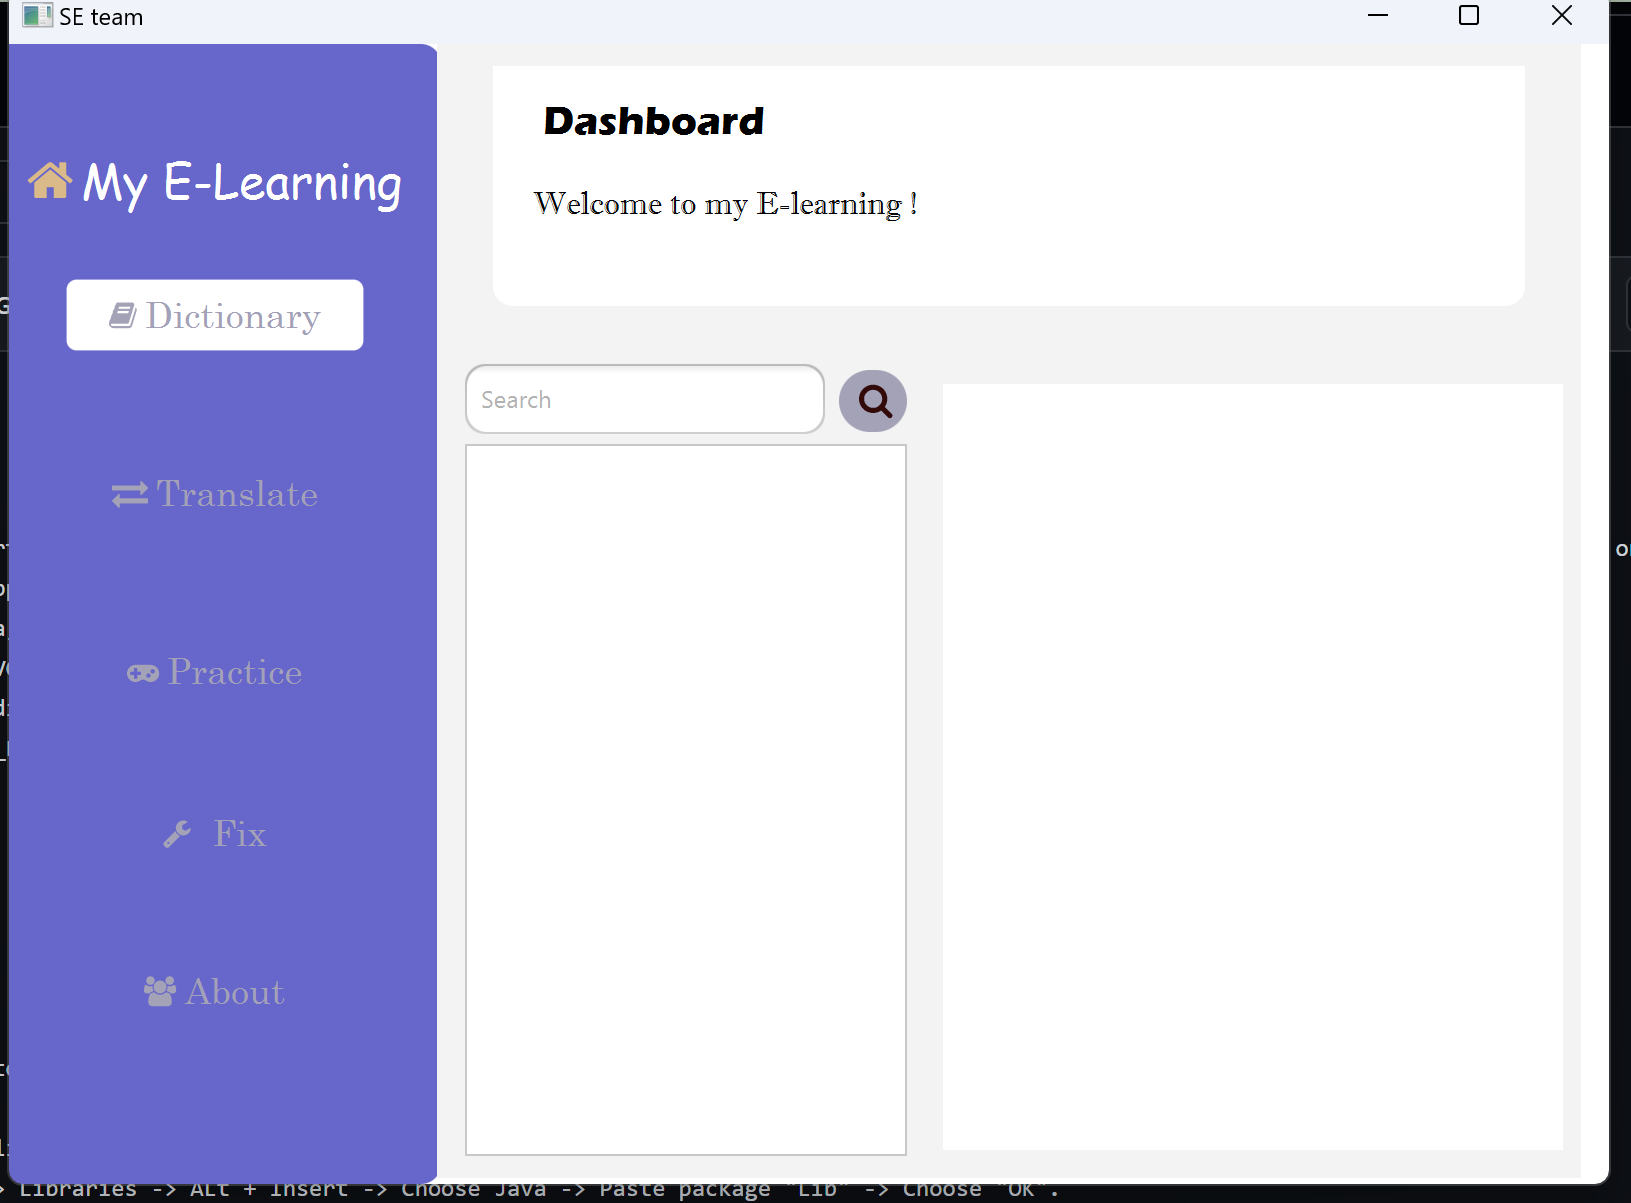 SE team
My E-Learning
Dictionary
Translate
Practice
Fix
About
Dashboard
Welcome to my E-learning !
Search
Libraries -> Alt + Insert -> Choose Java -> Paste package "Lib" -> Choose "OK".